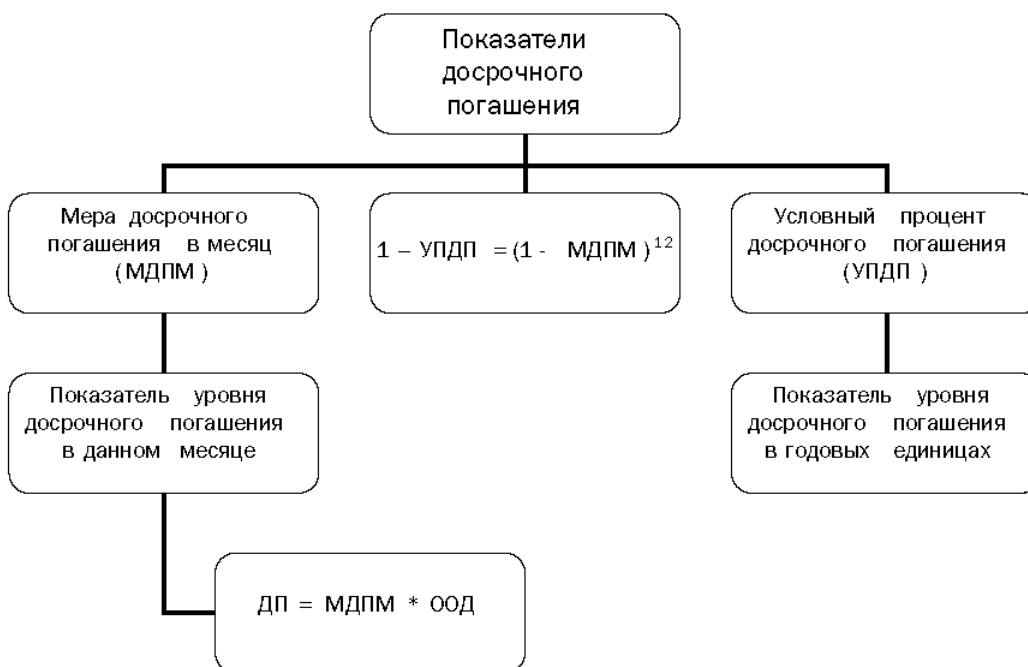 Показатели
досрочного
погашения
Мера досрочного
погашения в месяц
(МДПМ)
1 – УПДП = (1 - МДПМ)¹²
Условный процент
досрочного погашения
(УПДП)
Показатель уровня
досрочного погашения
в данном месяце
Показатель уровня
досрочного погашения
в годовых единицах
ДП = МДПМ * ООД